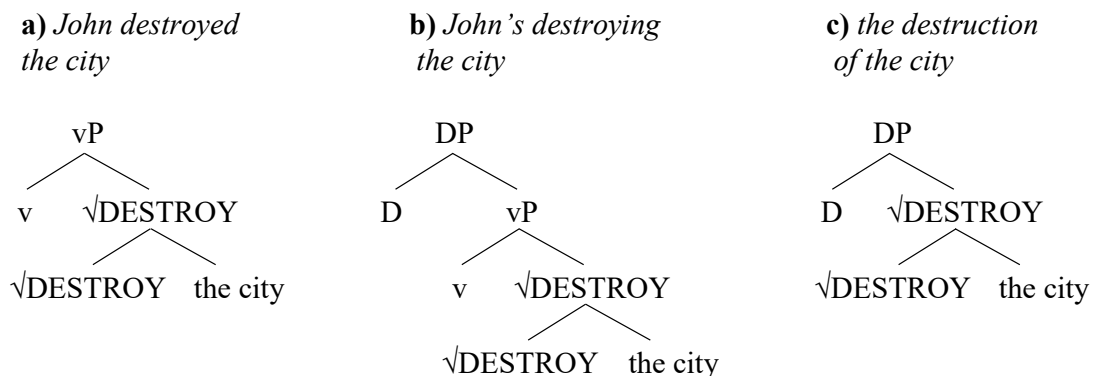 a) John destroyed
the city
b) John’s destroying
the city
c) the destruction
of the city
vP
v √DESTROY
√DESTROY the city
DP
D vP
v √DESTROY
√DESTROY the city
DP
D √DESTROY
√DESTROY the city